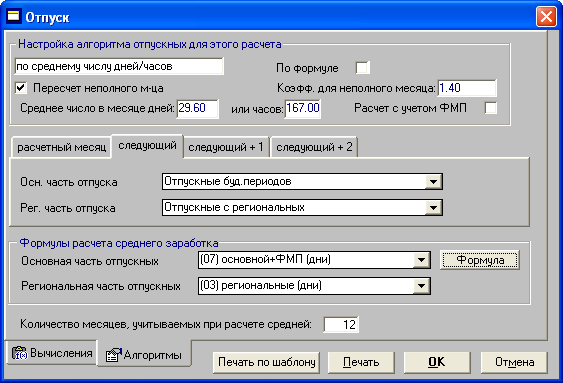 Отпуск
Настройка алгоритма отпускных для этого расчета
по среднему числу дней/часов По формуле
Пересчет неполного м-ца Коэфф. для неполного месяца: 1.40
Среднее число в месяце дней: 29.60 или часов: 167.00 Расчет с учетом ФМП
расчетный месяц следующий следующий + 1 следующий + 2
Осн. часть отпуска Отпускные буд.периодов
Рег. часть отпуска Отпускные с региональных
Формулы расчета среднего заработка
Основная часть отпускных (07) основной+ФМП (дни) Формула
Региональная часть отпускных (03) региональные (дни)
Количество месяцев, учитываемых при расчете средней: 12
Вычисления Алгоритмы Печать по шаблону Печать OK Отмена